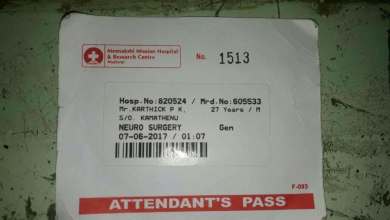 Meenakshi Mission Hospital
& Research Centre
Madurai
No. 1513
Hosp.No:820524 / Mrd.No:605533
Mr.KARTHICK P K, 27 Years / M
S/O. KAMATHENU
NEURO SURGERY Gen
07-06-2017 / 01:07
F-093
ATTENDANT'S PASS